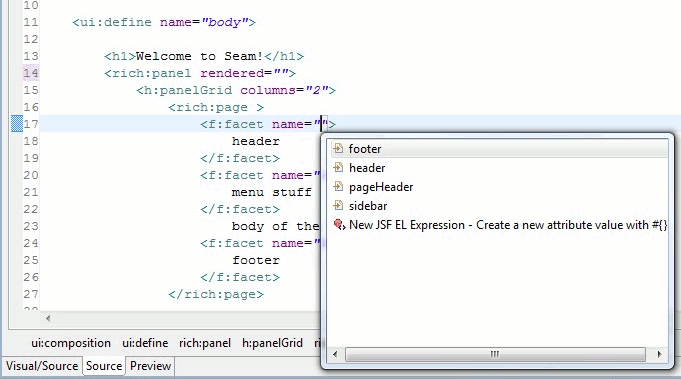 10
11 <ui:define name="body">
12
13 <h1>Welcome to Seam!</h1>
14 <rich:panel rendered="">
15 <h:panelGrid columns="2">
16 <rich:page >
17 <f:facet name="">
18 header
19 </f:facet>
20 <f:facet name="
21 menu stuff
22 </f:facet>
23 body of the
24 <f:facet name="
25 footer
26 </f:facet>
27 </rich:page>
footer
header
pageHeader
sidebar
New JSF EL Expression - Create a new attribute value with #{}
ui:composition ui:define rich:panel h:panelGrid
Visual/Source Source Preview